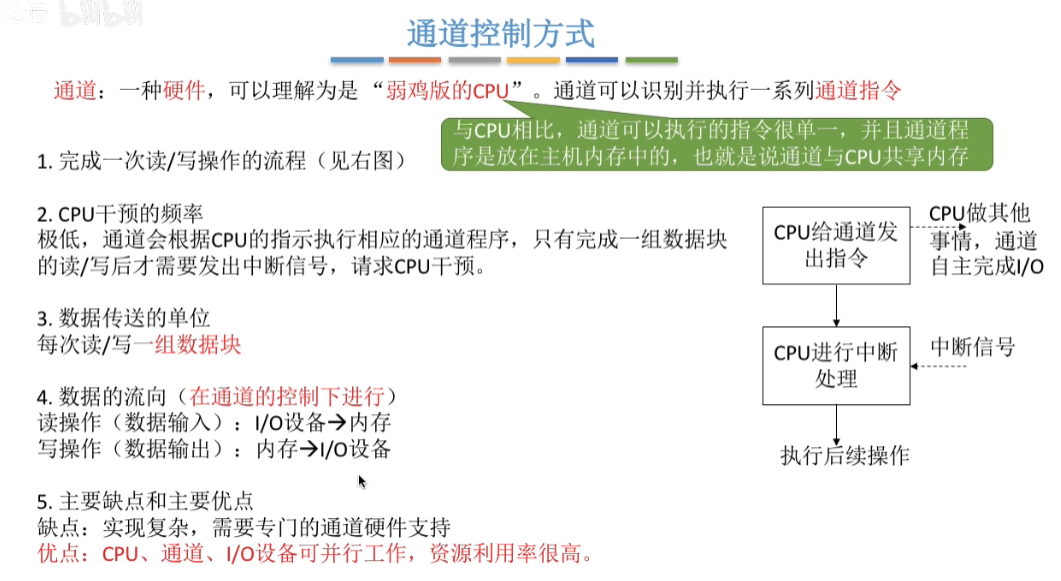 bilibili
通道控制方式
通道：一种硬件，可以理解为是“弱鸡版的CPU”。通道可以识别并执行一系列通道指令
与CPU相比，通道可以执行的指令很单一，并且通道程
序是放在主机内存中的，也就是说通道与CPU共享内存
1. 完成一次读/写操作的流程（见右图）
2. CPU干预的频率
极低，通道会根据CPU的指示执行相应的通道程序，只有完成一组数据块
的读/写后才需要发出中断信号，请求CPU干预。
3. 数据传送的单位
每次读/写一组数据块
4. 数据的流向（在通道的控制下进行）
读操作（数据输入）：I/O设备→内存
写操作（数据输出）：内存→I/O设备
5. 主要缺点和主要优点
缺点：实现复杂，需要专门的通道硬件支持
优点：CPU、通道、I/O设备可并行工作，资源利用率很高。
CPU给通道发
出指令
CPU做其他
事情，通道
自主完成I/O
CPU进行中断
处理
中断信号
执行后续操作